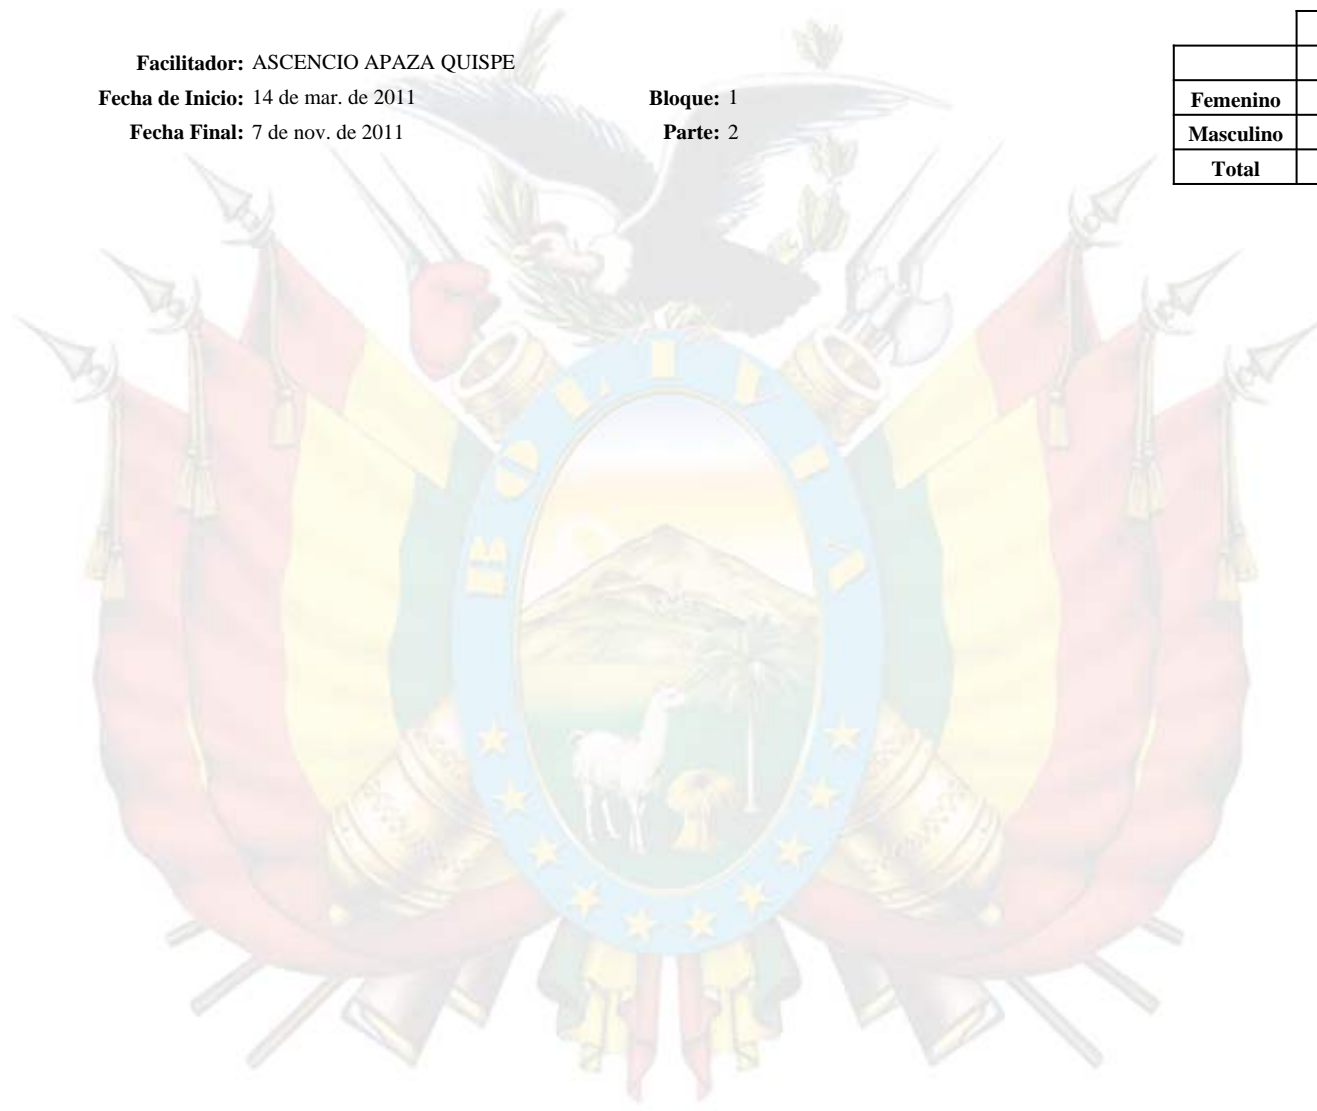 Facilitador: ASCENCIO APAZA QUISPE
Fecha de Inicio: 14 de mar. de 2011 Bloque: 1
Fecha Final: 7 de nov. de 2011 Parte: 2
Femenino
Masculino
Total
BOLIVIA